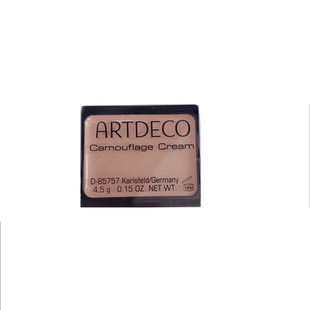 ARTDECO
Camouflage Cream
D-85757 Karlsfeld/Germany
4,5 g · 0.15 OZ. NET WT.